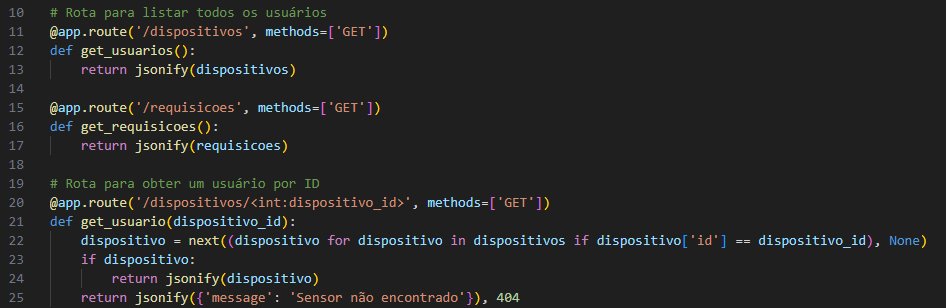 10 # Rota para listar todos os usuários
11 @app.route('/dispositivos', methods=['GET'])
12 def get_usuarios():
13     return jsonify(dispositivos)
14
15 @app.route('/requisicoes', methods=['GET'])
16 def get_requisicoes():
17     return jsonify(requisicoes)
18
19 # Rota para obter um usuário por ID
20 @app.route('/dispositivos/<int:dispositivo_id>', methods=['GET'])
21 def get_usuario(dispositivo_id):
22     dispositivo = next((dispositivo for dispositivo in dispositivos if dispositivo['id'] == dispositivo_id), None)
23     if dispositivo:
24         return jsonify(dispositivo)
25     return jsonify({'message': 'Sensor não encontrado'}), 404